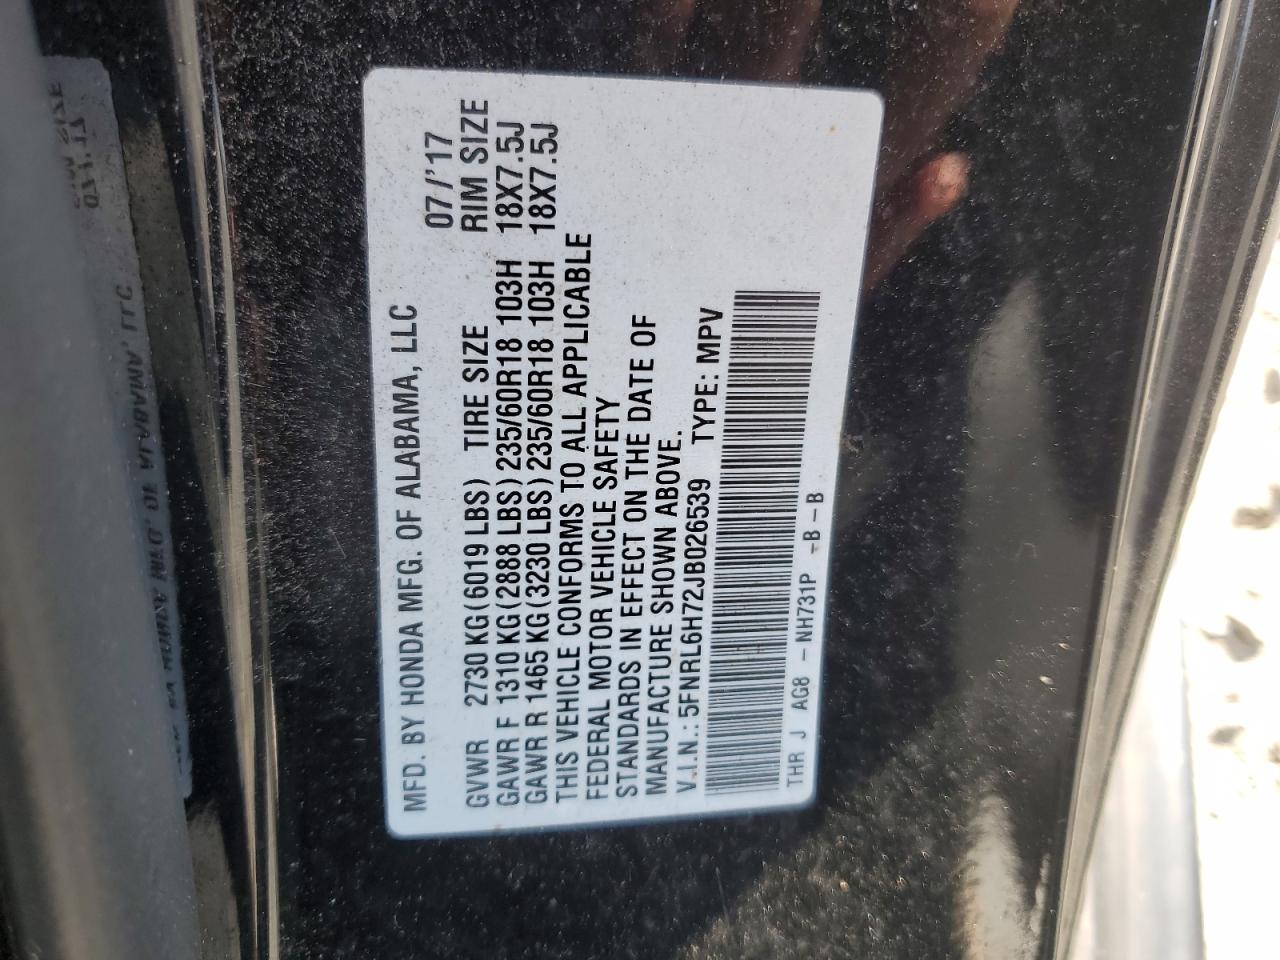 MFD. BY HONDA MFG. OF ALABAMA, LLC 07/'17
GVWR 2730 KG(6019 LBS) TIRE SIZE RIM SIZE
GAWR F 1310 KG(2888 LBS) 235/60R18 103H 18X7.5J
GAWR R 1465 KG(3230 LBS) 235/60R18 103H 18X7.5J
THIS VEHICLE CONFORMS TO ALL APPLICABLE
FEDERAL MOTOR VEHICLE SAFETY
STANDARDS IN EFFECT ON THE DATE OF
MANUFACTURE SHOWN ABOVE.
V.I.N.: 5FNRL6H72JB026539 TYPE: MPV
THR J AG8 - NH731P -B-B